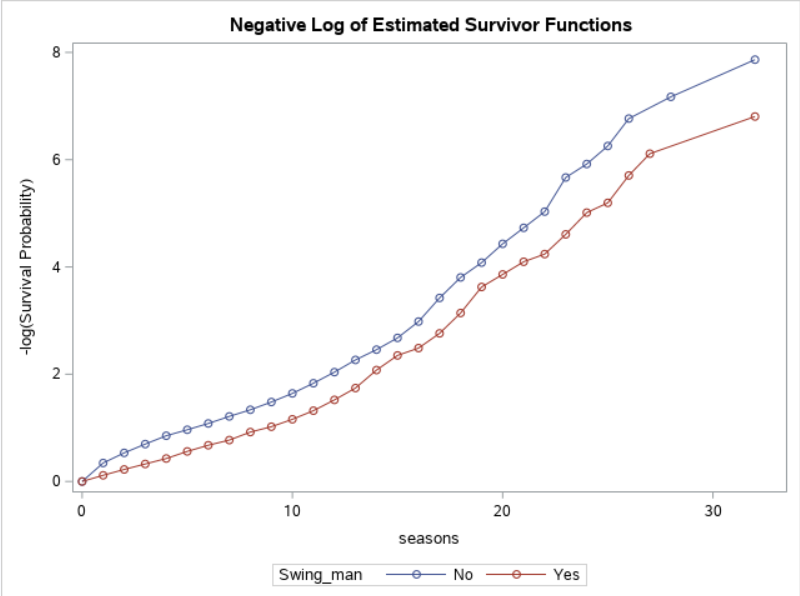 Negative Log of Estimated Survivor Functions
-log(Survival Probability)
8
6
4
2
0
0 10 20 30
seasons
Swing_man No Yes